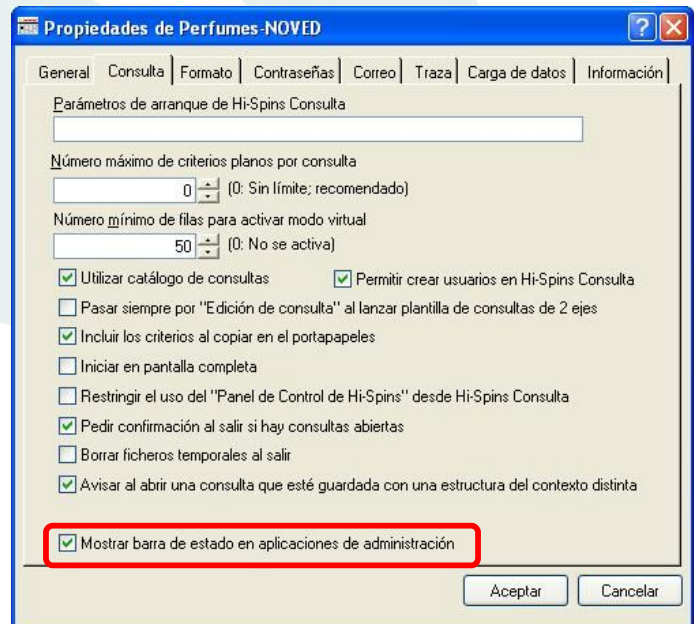 Propiedades de Perfumes-NOVED
General Consulta Formato Contraseñas Correo Traza Carga de datos Información
Parámetros de arranque de Hi-Spins Consulta
Número máximo de criterios planos por consulta
0 (0: Sin límite; recomendado)
Número mínimo de filas para activar modo virtual
50 (0: No se activa)
Utilizar catálogo de consultas Permitir crear usuarios en Hi-Spins Consulta
Pasar siempre por "Edición de consulta" al lanzar plantilla de consultas de 2 ejes
Incluir los criterios al copiar en el portapapeles
Iniciar en pantalla completa
Restringir el uso del "Panel de Control de Hi-Spins" desde Hi-Spins Consulta
Pedir confirmación al salir si hay consultas abiertas
Borrar ficheros temporales al salir
Avisar al abrir una consulta que esté guardada con una estructura del contexto distinta
Mostrar barra de estado en aplicaciones de administración
Aceptar Cancelar